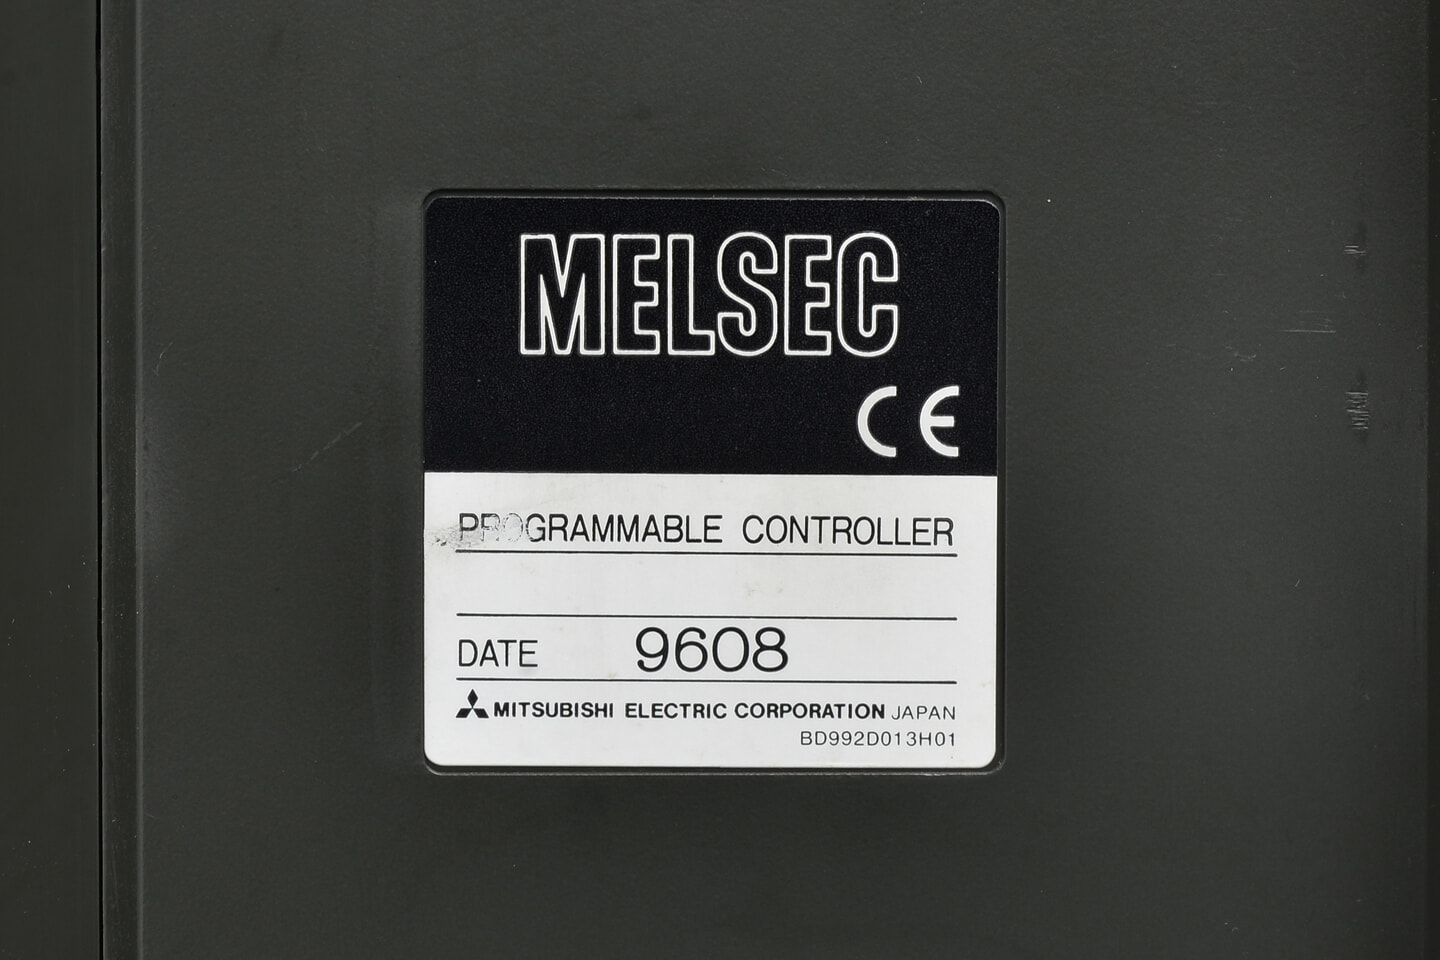 MELSEC
CE
PROGRAMMABLE CONTROLLER
DATE 9608
MITSUBISHI ELECTRIC CORPORATION JAPAN
BD992D013H01